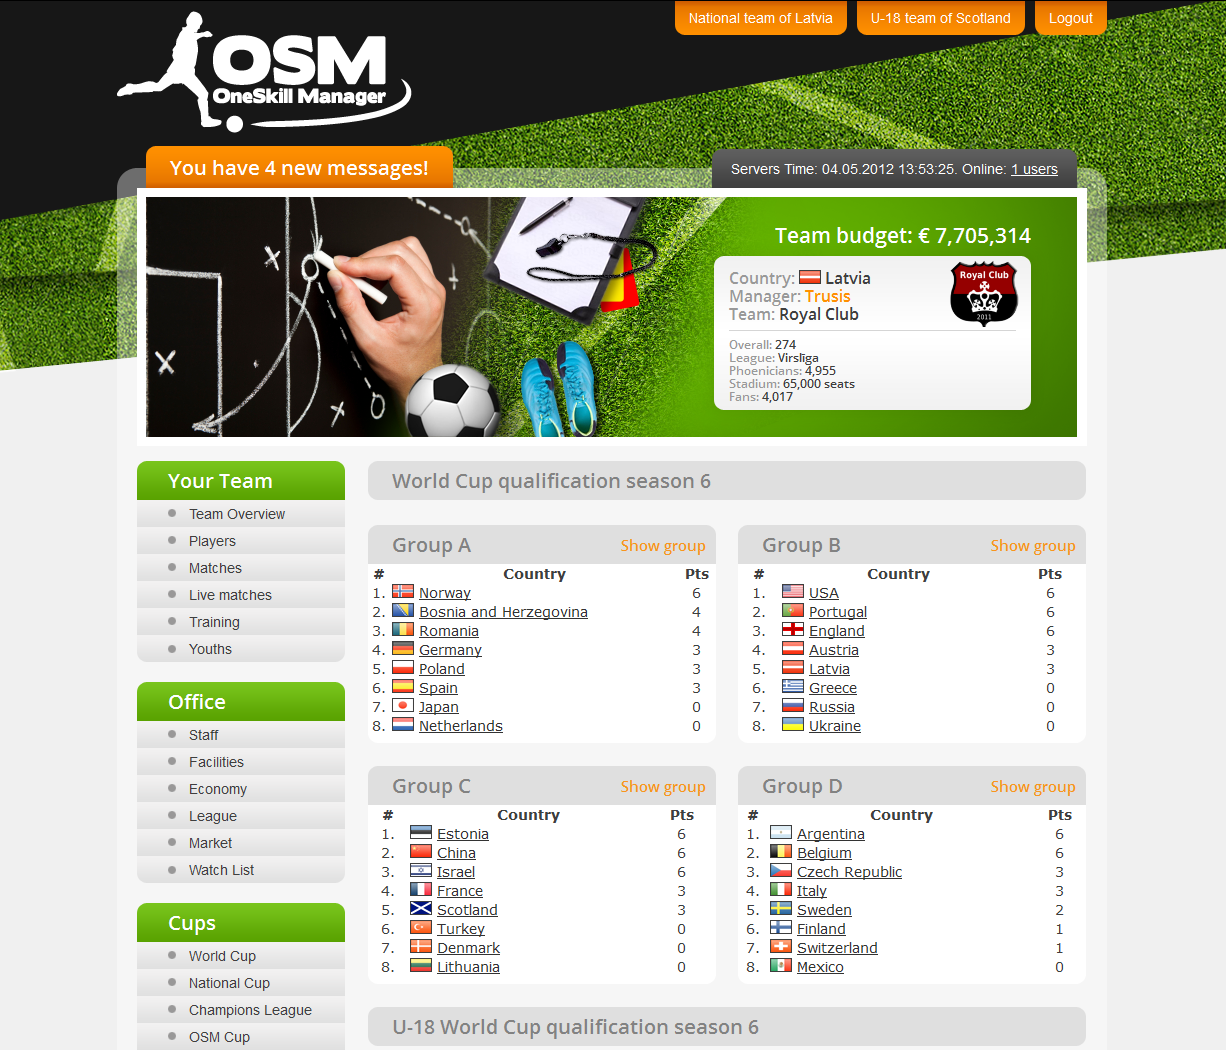 National team of Latvia
U-18 team of Scotland
Logout
OSM
OneSkill Manager
You have 4 new messages!
Servers Time: 04.05.2012 13:53:25. Online: 1 users
Team budget: € 7,705,314
Country: Latvia
Manager: Trusis
Team: Royal Club
Royal Club
2011
Overall: 274
League: Virslīga
Phoenicians: 4,955
Stadium: 65,000 seats
Fans: 4,017
Your Team
Team Overview
Players
Matches
Live matches
Training
Youths
Office
Staff
Facilities
Economy
League
Market
Watch List
Cups
World Cup
National Cup
Champions League
OSM Cup
World Cup qualification season 6
Group A Show group
# Country Pts
1. Norway 6
2. Bosnia and Herzegovina 4
3. Romania 4
4. Germany 3
5. Poland 3
6. Spain 3
7. Japan 0
8. Netherlands 0
Group B Show group
# Country Pts
1. USA 6
2. Portugal 6
3. England 6
4. Austria 3
5. Latvia 3
6. Greece 0
7. Russia 0
8. Ukraine 0
Group C Show group
# Country Pts
1. Estonia 6
2. China 6
3. Israel 6
4. France 3
5. Scotland 3
6. Turkey 0
7. Denmark 0
8. Lithuania 0
Group D Show group
# Country Pts
1. Argentina 6
2. Belgium 6
3. Czech Republic 3
4. Italy 3
5. Sweden 2
6. Finland 1
7. Switzerland 1
8. Mexico 0
U-18 World Cup qualification season 6